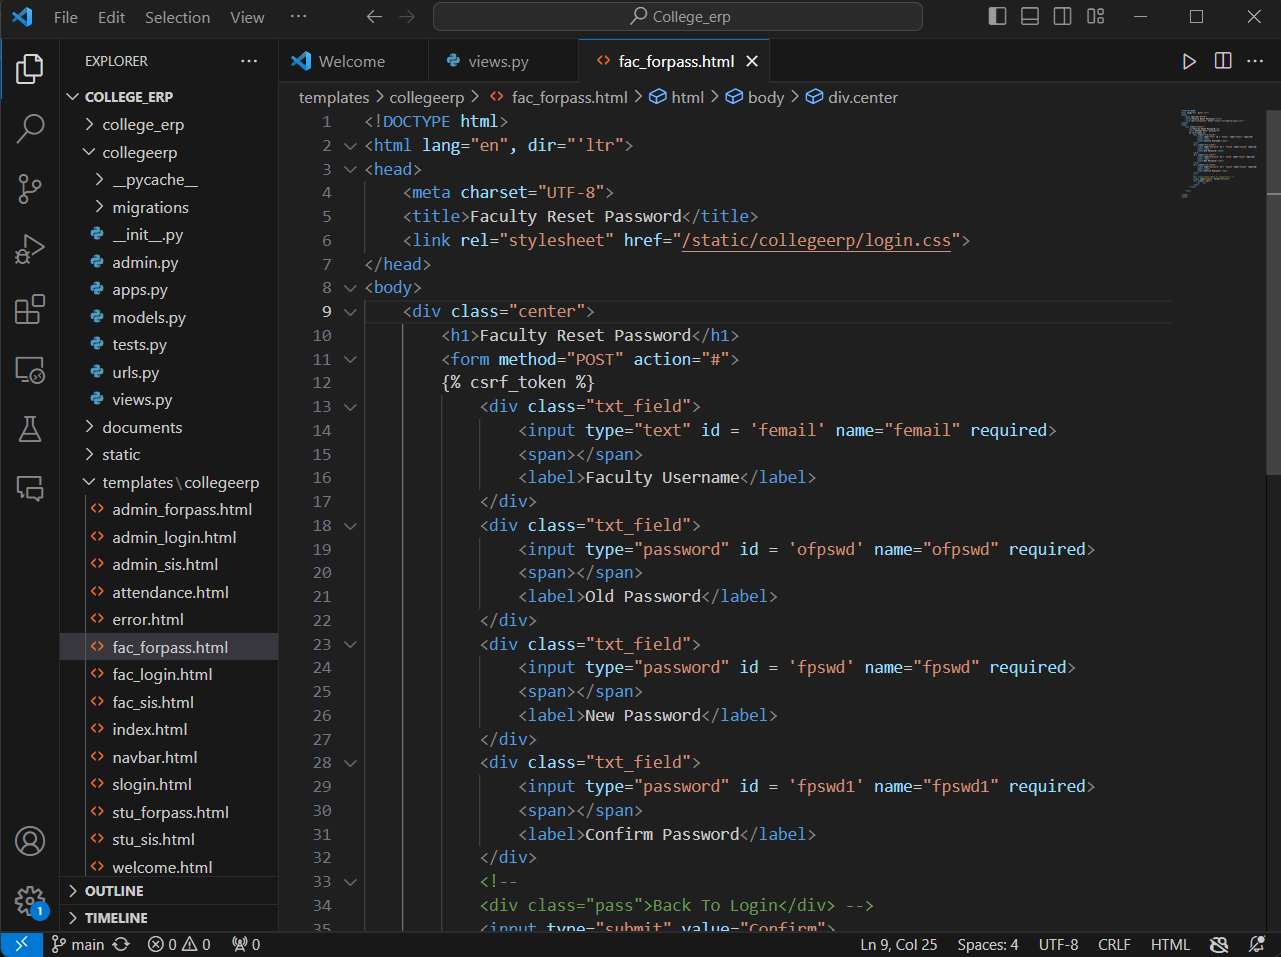 File Edit Selection View ··· College_erp
EXPLORER ···
COLLEGE_ERP
college_erp
collegeerp
__pycache__
migrations
__init__.py
admin.py
apps.py
models.py
tests.py
urls.py
views.py
documents
static
templates\collegeerp
admin_forpass.html
admin_login.html
admin_sis.html
attendance.html
error.html
fac_forpass.html
fac_login.html
fac_sis.html
index.html
navbar.html
slogin.html
stu_forpass.html
stu_sis.html
welcome.html
OUTLINE
TIMELINE
1
Welcome views.py fac_forpass.html
templates > collegeerp > fac_forpass.html > html > body > div.center
1 <!DOCTYPE html>
2 <html lang="en", dir="'ltr">
3 <head>
4 <meta charset="UTF-8">
5 <title>Faculty Reset Password</title>
6 <link rel="stylesheet" href="/static/collegeerp/login.css">
7 </head>
8 <body>
9 <div class="center">
10 <h1>Faculty Reset Password</h1>
11 <form method="POST" action="#">
12 {% csrf_token %}
13 <div class="txt_field">
14 <input type="text" id = 'femail' name="femail" required>
15 <span></span>
16 <label>Faculty Username</label>
17 </div>
18 <div class="txt_field">
19 <input type="password" id = 'ofpswd' name="ofpswd" required>
20 <span></span>
21 <label>Old Password</label>
22 </div>
23 <div class="txt_field">
24 <input type="password" id = 'fpswd' name="fpswd" required>
25 <span></span>
26 <label>New Password</label>
27 </div>
28 <div class="txt_field">
29 <input type="password" id = 'fpswd1' name="fpswd1" required>
30 <span></span>
31 <label>Confirm Password</label>
32 </div>
33 <!--
34 <div class="pass">Back To Login</div> -->
35 <input type="submit" value="Confirm">
main 0 0 0 Ln 9, Col 25 Spaces: 4 UTF-8 CRLF HTML